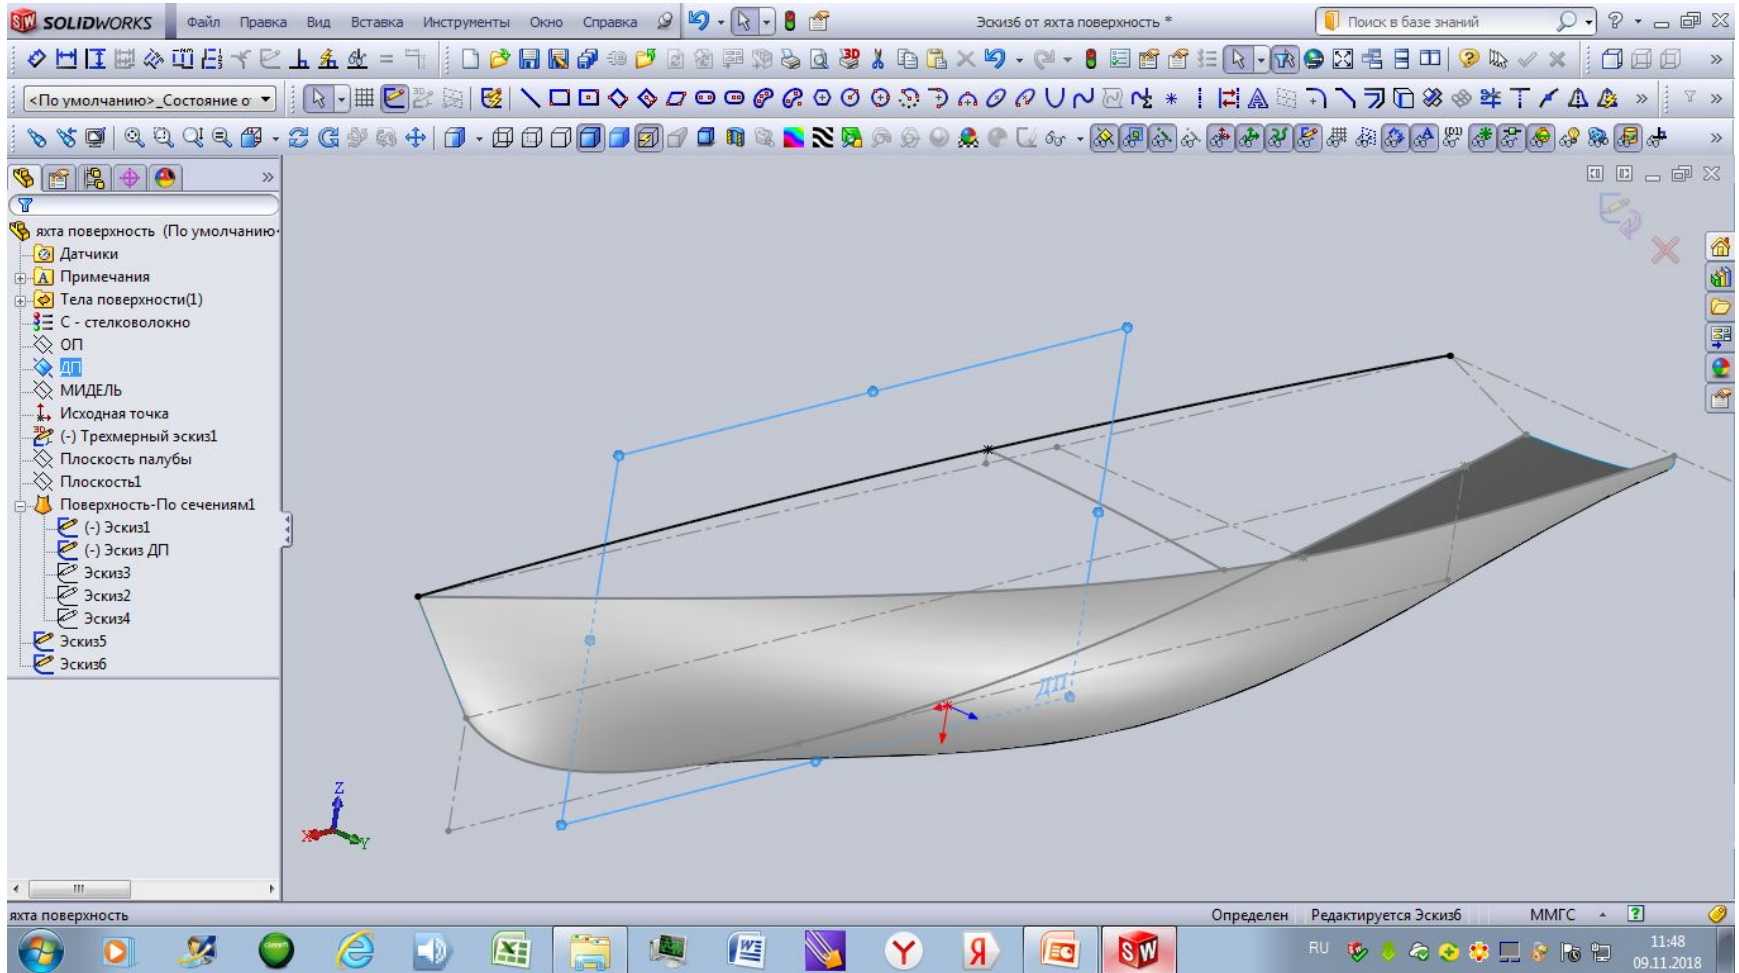 SOLIDWORKS Файл Правка Вид Вставка Инструменты Окно Справка Эскиз6 от яхта поверхность * Поиск в базе знаний
<По умолчанию>_Состояние о
яхта поверхность (По умолчанию
Датчики
Примечания
Тела поверхности(1)
С - стелковолокно
ОП
ДП
МИДЕЛЬ
Исходная точка
(-) Трехмерный эскиз1
Плоскость палубы
Плоскость1
Поверхность-По сечениям1
(-) Эскиз1
(-) Эскиз ДП
Эскиз3
Эскиз2
Эскиз4
Эскиз5
Эскиз6
ДП
Z
X
Y
яхта поверхность Определен Редактируется Эскиз6 ММГС
RU 11:48
09.11.2018